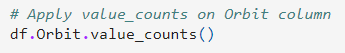 # Apply value_counts on Orbit column
df.Orbit.value_counts()